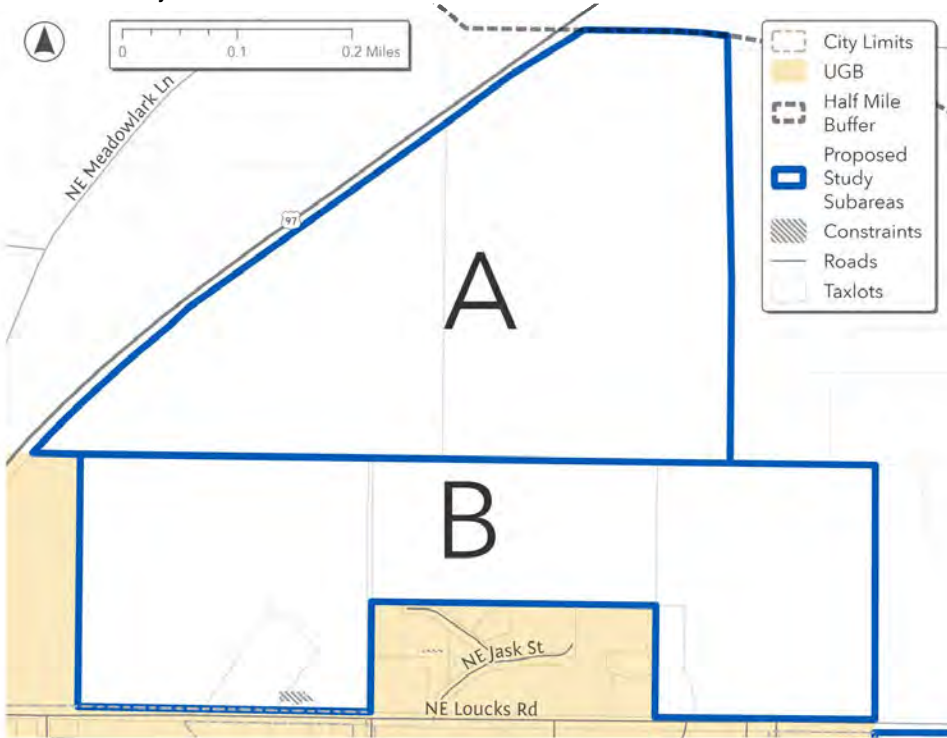 0 0.1 0.2 Miles
City Limits
UGB
Half Mile
Buffer
Proposed
Study
Subareas
Constraints
Roads
Taxlots
NE Meadowlark Ln
97
A
B
NE Jask St
NE Loucks Rd